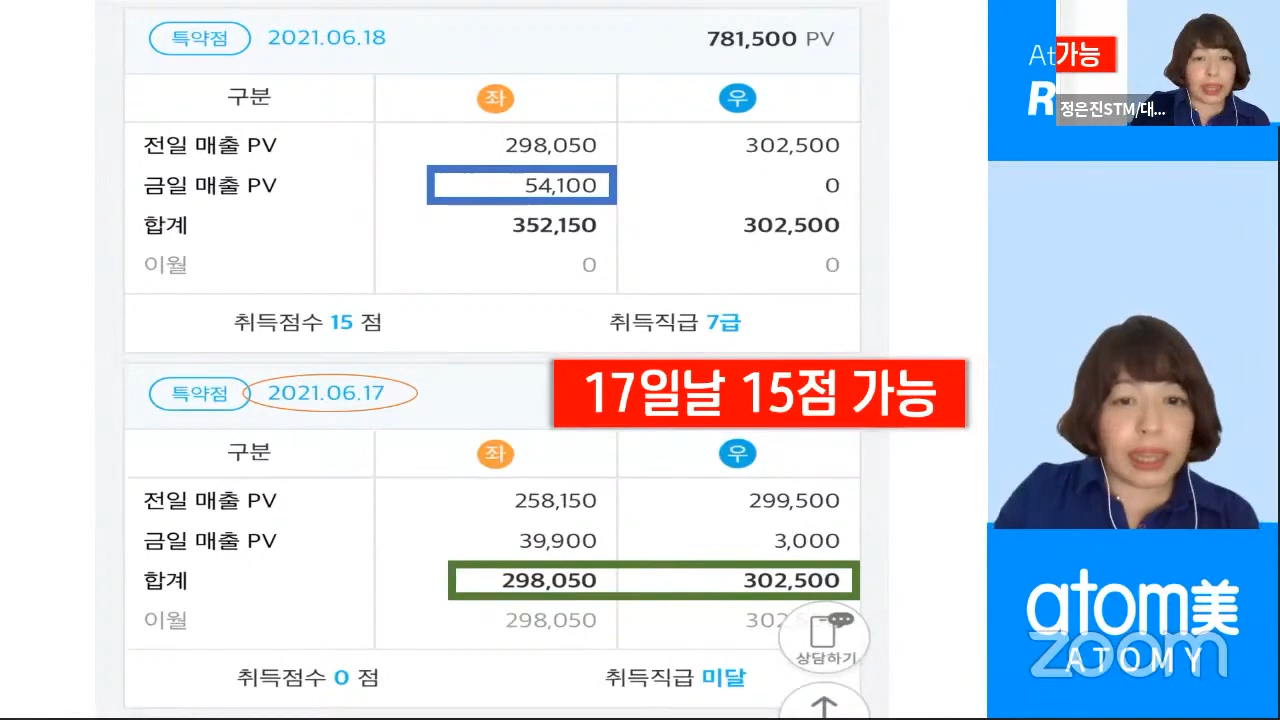 특약점 2021.06.18 781,500 PV
구분 좌 우
전일 매출 PV 298,050 302,500
금일 매출 PV 54,100 0
합계 352,150 302,500
이월 0 0
취득점수 15 점 취득직급 7급
특약점 2021.06.17
17일날 15점 가능
구분 좌 우
전일 매출 PV 258,150 299,500
금일 매출 PV 39,900 3,000
합계 298,050 302,500
이월 298,050
취득점수 0 점 취득직급 미달
상담하기
가능
정은진STM/대...
atom美
ATOMY
zoom